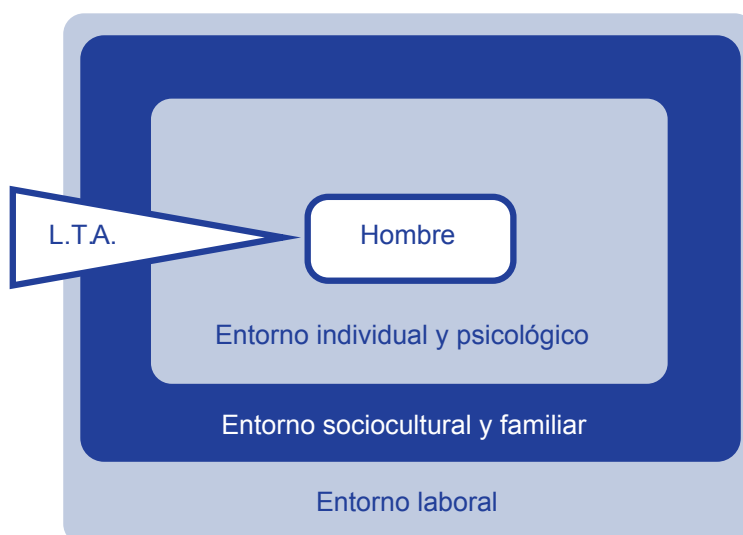 L.T.A.
Hombre
Entorno individual y psicológico
Entorno sociocultural y familiar
Entorno laboral